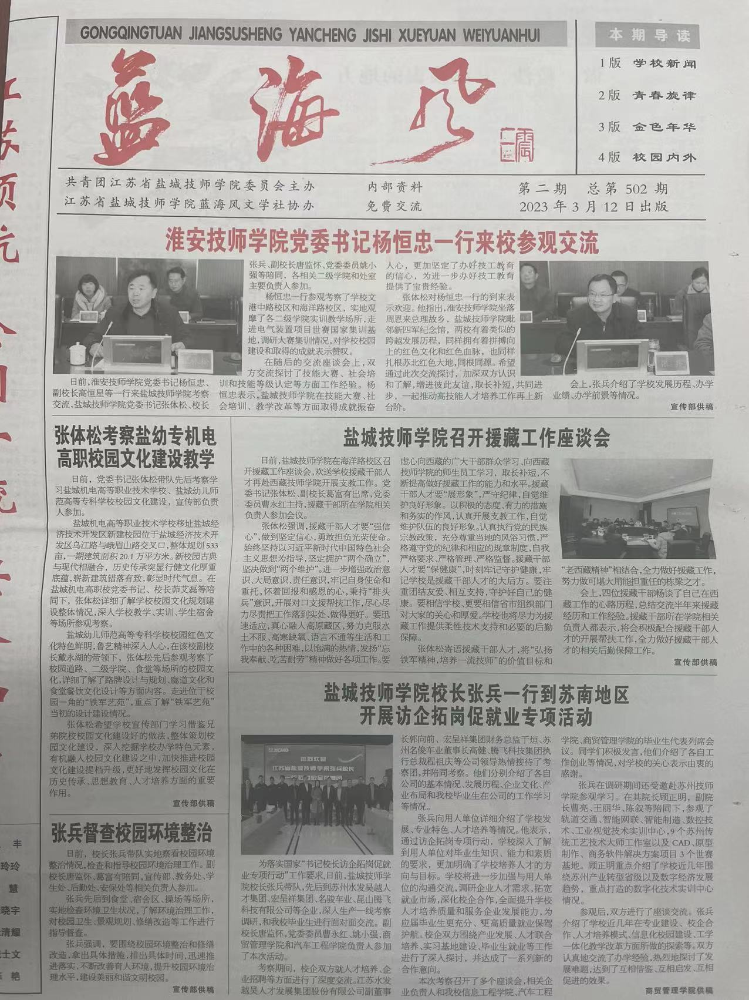 GONGQINGTUAN JIANGSUSHENG YANCHENG JISHI XUEYUAN WEIYUANHUI
蓝海风
本期导读
1版 学校新闻
2版 青春旋律
3版 金色年华
4版 校园内外
共青团江苏省盐城技师学院委员会主办
江苏省盐城技师学院蓝海风文学社协办
内部资料
免费交流
第二期 总第502期
2023年3月12日出版
淮安技师学院党委书记杨恒忠一行来校参观交流
日前,淮安技师学院党委书记杨恒忠、
副校长高恒星等一行来盐城技师学院考察
交流,盐城技师学院党委书记张体松、校长
张兵、副校长唐监怀、党委委员姚小
强等陪同,各相关二级学院和处室
主要负责人参加。
杨恒忠一行参观考察了学校文
港中路校区和海洋路校区,实地观
摩了各二级学院实训教学场所,走
进电气装置项目世赛国家集训基
地,调研大赛集训情况,对学校校园
建设和取得的成就表示赞叹。
在随后的交流座谈会上,双
方交流探讨了技能大赛、社会培
训和技能等级认定等方面工作经验。杨
恒忠表示,盐城技师学院在技能大赛、社
会培训、教学改革等方面取得成就振奋
人心,更加坚定了办好技工教育
的信心,为进一步办好技工教育
提供了宝贵经验。
张体松对杨恒忠一行的到来表
示欢迎。他指出,淮安技师学院坐落
周恩来总理故乡,盐城技师学院毗
邻新四军纪念馆,两校有着类似的
跨越发展历程,同样拥有着拼搏向
上的红色文化和红色血脉,也同样
扎根苏北红色大地,同根同源。希望
通过此次交流探讨,加深双方认识
和了解,增进彼此友谊,取长补短,共同进
步,一起推动高技能人才培养工作再上新
台阶。
会上,张兵介绍了学校发展历程、办学
业绩、办学前景等情况。
宣传部供稿
张体松考察盐幼专机电
高职校园文化建设教学
日前,党委书记张体松带队先后考察学
习盐城机电高等职业技术学校、盐城幼儿师
范高等专科学校校园文化建设,宣传部负责
人参加。
盐城机电高等职业技术学校移址盐城经
济技术开发区新建校园位于盐城经济技术开
发区乌江路与峨眉山路交叉口,整体规划533
亩,一期建筑面积20.1万平方米。新校园古典
与现代相融合,历史传承突显行健文化厚重
底蕴,崭新建筑错落有致,彰显时代气息。在
盐城机电高职校党委书记、校长茆艾磊等陪
同下,张体松详细了解学校校园文化规划建
设整体情况,深入学校教学、实训、学生宿舍
等场所参观考察。
盐城幼儿师范高等专科学校校园红色文
化特色鲜明;鲁艺精神深入人心,在该校副校
长戴永湖的带领下,张体松先后参观考察了
校园道路、二级学院、食堂等场所的校园文
化,详细了解了路牌设计与规划、廊道文化和
食堂餐饮文化设计等方面内容。走进位于校
园一角的“铁军艺苑”,重点了解“铁军艺苑”
当初的设计建设情况。
张体松希望学校宣传部门学习借鉴兄
弟院校校园文化建设好的做法,整体策划校
园文化建设,深入挖掘学校办学特色元素,
有机融入校园文化建设之中,加快推进校园
文化建设提档升级,更好地发挥校园文化在
历史传承、思想教育、人才培养方面的重要
作用。
宣传部供稿
张兵督查校园环境整治
日前,校长张兵带队实地察看校园环境
整治情况,检查和指导校园环境治理工作。副
校长唐监怀、葛富有陪同,宣传部、教务处、学
生处、后勤处、安保处等相关负责人参加。
张兵先后到食堂、宿舍区、操场等场所,
实地检查环境卫生状况,了解环境治理工作,
对校园卫生、景观规划、修缮改造等工作进行
指导督查。
张兵强调,要围绕校园环境整治和修缮
改造,拿出具体措施,排出具体时间,迅速推
进落实,不断改善育人环境,提升校园环境治
理水平,建设美丽和谐文明校园。
宣传部供稿
盐城技师学院召开援藏工作座谈会
日前,盐城技师学院在海洋路校区召
开援藏工作座谈会,欢送学校援藏干部人
才再赴西藏技师学院开展支教工作。党
委书记张体松、副校长葛富有出席,党委
委员曹永红主持,援藏干部所在学院相关
负责人参加会议。
张体松强调,援藏干部人才要“强信
心”,做到坚定信心,勇敢担负光荣使命。
始终坚持以习近平新时代中国特色社会
主义思想为指导,坚定拥护“两个确立”,
坚决做到“两个维护”。进一步增强政治意
识、大局意识、责任意识,牢记自身使命和
重托,怀着回报和感恩的心,秉持“排头
兵”意识,开展对口支援帮扶工作,尽心尽
力尽责把工作落到实处、做得更好。要迅
速适应,真心融入高原藏区,努力克服水
土不服、高寒缺氧、语言不通等生活和工
作中的各种困难,以饱满的热情,发扬“忘
我奉献、吃苦耐劳”精神做好各项工作。要
虚心向西藏的广大干部群众学习、向西藏
技师学院的师生员工学习,取长补短,不
断提高做好援藏工作的能力和水平。援藏
干部人才要“展形象”,严守纪律,自觉维
护良好形象。以积极的态度、有力的措施
和务实的作风,认真开展支教工作,自觉
维护队伍的良好形象。认真执行党的民族
宗教政策,充分尊重当地的风俗习惯,严
格遵守党的纪律和相应的规章制度,自我
严格要求、严格管理、严格监督。援藏干部
人才要“保健康”,时刻牢记守护健康,牢
记学校是援藏干部人才的大后方。要注
重团结友爱、相互支持,守护好自己的健
康。要相信学校、更要相信省市组织部门
对大家的关心和厚爱。学校也将尽力为援
藏工作提供柔性技术支持和必要的后勤
保障。
张体松寄语援藏干部人才,将“弘扬
铁军精神,培养一流技师”的价值目标和
“老西藏精神”相结合,全力做好援藏工作,
努力做可堪大用能担重任的栋梁之才。
会上,四位援藏干部畅谈了自己在西
藏工作的心路历程,总结交流半年来援藏
经历和工作经验。援藏干部所在学院相关
负责人都表示,将会积极配合援藏干部人
才的开展帮扶工作,全力做好援藏干部人
才的相关后勤保障工作。
宣传部供稿
盐城技师学院校长张兵一行到苏南地区
开展访企拓岗促就业专项活动
热烈欢迎
江苏省盐城技师学院张兵校长
为落实国家“书记校长访企拓岗促就
业专项行动”工作要求,日前,盐城技师学
院校长张兵带队,先后到苏州水发吴越人
才集团、宏呈祥集团、名骏车业、昆山腾飞
科技有限公司等企业,深入生产一线考察
调研,和我校毕业生进行面对面交流。副
校长唐监怀,党委委员曹永红、姚小强,商
贸管理学院和汽车工程学院负责人参加
了本次活动。
考察期间,校企双方就人才培养、企
业招聘等方面进行了深度交流。江苏水发
越吴人才发展集团股份有限公司副董事
长郭向前、宏呈祥集团财务总监于烜、苏
州名俊车业董事长高健、腾飞科技集团执
行总裁程祖庆等公司领导热情接待了考
察团,并陪同考察。他们分别介绍了各自
公司的基本情况、发展历程、企业文化、产
业布局和我校毕业生在公司的工作学习
等情况。
张兵向用人单位详细介绍了学校发
展、专业特色、人才培养等情况。他表示,
通过访企拓岗专项行动,学校深入了解
到用人单位对毕业生知识、能力和素质
的要求,更加明确了学校培养人才的方
向与目标。学校将进一步加强与用人单
位的沟通交流,调研企业人才需求,拓宽
就业市场,深化校企合作,全面提升学校
人才培养质量和服务企业发展能力,为
应届毕业生更充分、更高质量就业保驾
护航。校企双方围绕产业发展、人才联合
培养、实习基地建设、毕业生就业等工作
进行了深入探讨,并达成了一系列新的
合作意向。
本次考察召开了多个座谈会,相关企
业负责人和我校信息工程学院、汽车工程
学院、商贸管理学院的毕业生代表列席会
议。同学们积极发言,他们介绍了各自工
作创业等情况,对学校的关心表示由衷的
感谢。
张兵在调研期间还受邀赴苏州技师
学院参观学习。在其院长顾正明,副院
长曹亮、王丽华、陈叙等陪同下,参观了
轨道交通、智能网联、智能制造、数控技
术、工业视觉技术实训中心,9个苏州传
统工艺技术大师工作室以及CAD、原型
制作、商务软件解决方案项目3个世赛
基地。顾正明重点介绍了学校近几年围
绕苏州产业转型省级以及数字经济发展
趋势,重点打造的数字化技术实训中心
情况。
参观后,双方进行了座谈交流。张兵
介绍了学校近几年在专业建设、校企合
作、人才培养模式、信息化校园建设、工学
一体化教学改革方面所做的探索等。双方
认真地交流了办学经验,热烈地探讨了发
展难题,达到了互相借鉴、互相启发、互相
促进的效果。
商贸管理学院供稿
丰
玲玲
慧
晓宇
清耀
士文
艳